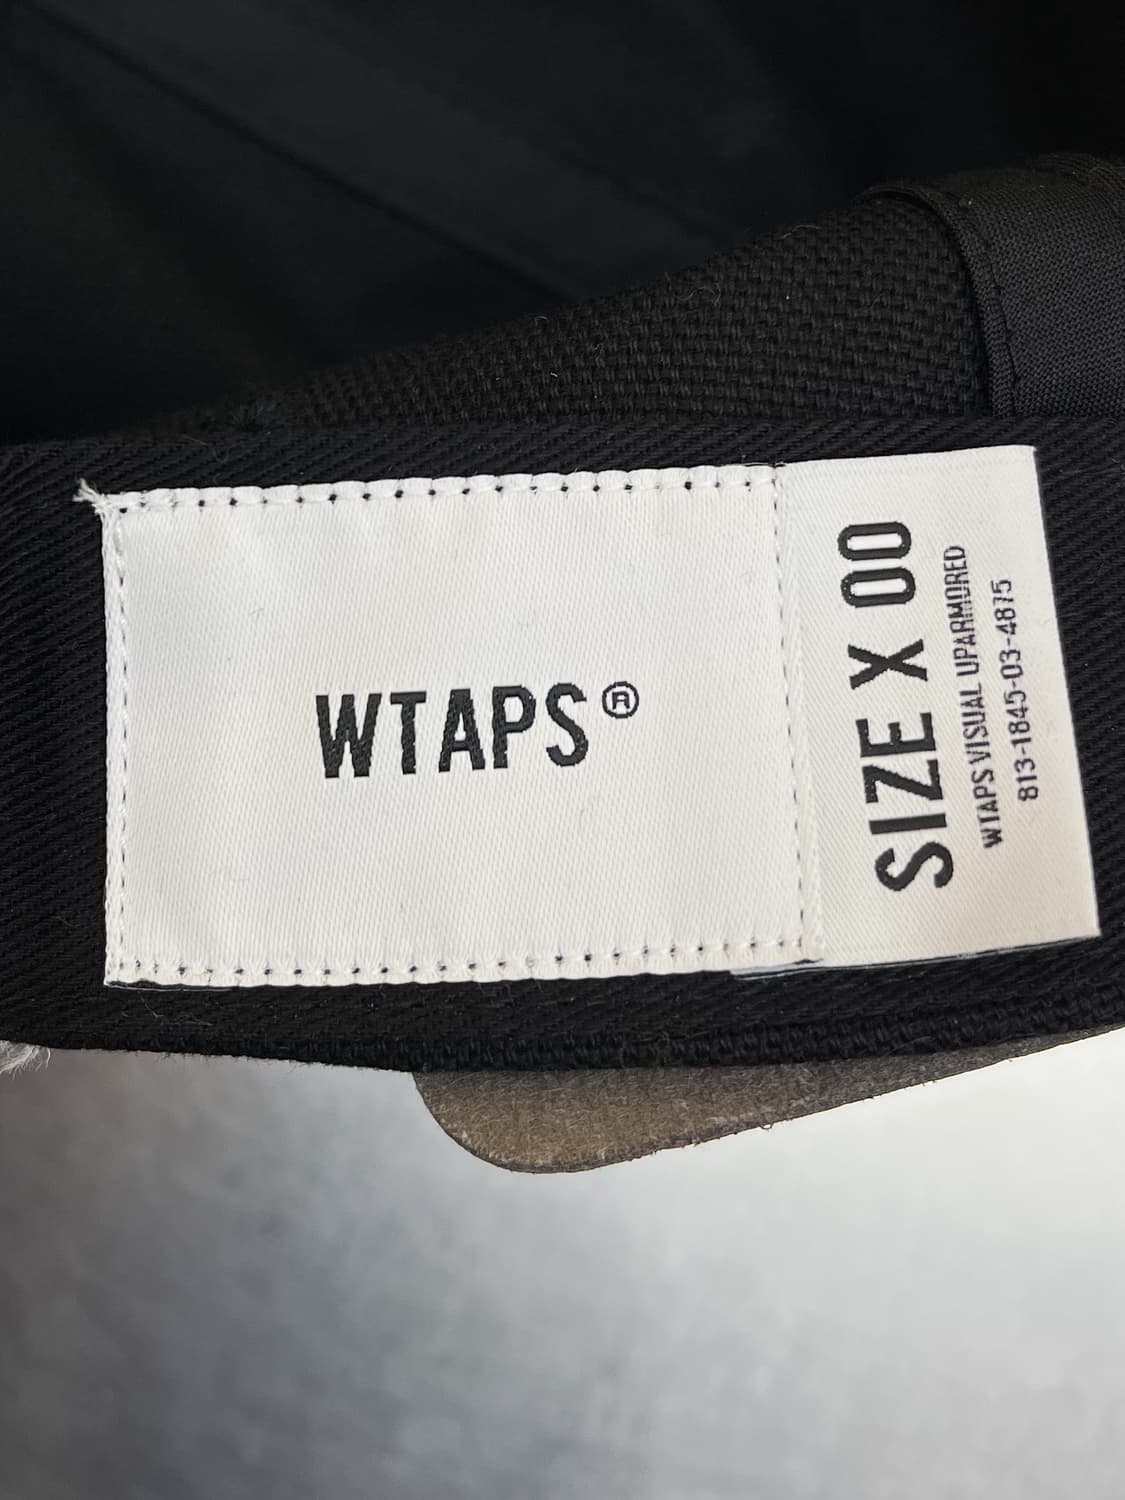 WTAPS®
SIZE X 00
WTAPS VISUAL UPARMORED
813-1845-03-4875